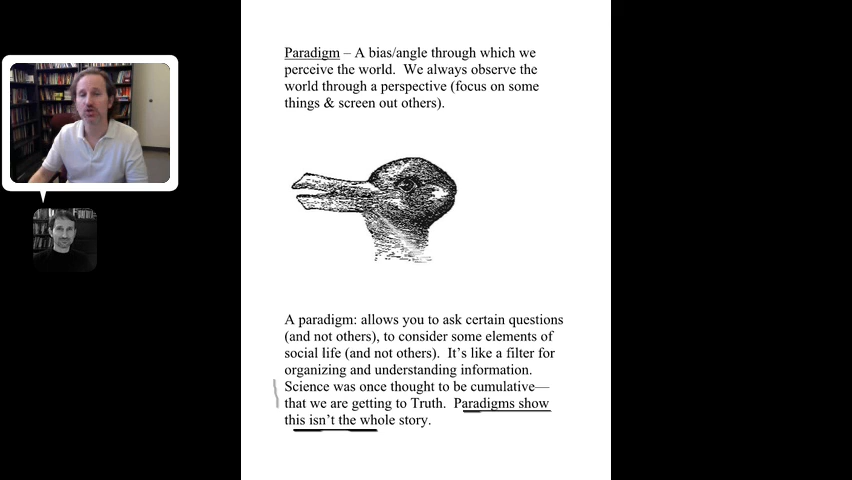 Paradigm – A bias/angle through which we
perceive the world.  We always observe the
world through a perspective (focus on some
things & screen out others).
A paradigm: allows you to ask certain questions
(and not others), to consider some elements of
social life (and not others).  It’s like a filter for
organizing and understanding information.
Science was once thought to be cumulative—
that we are getting to Truth.  Paradigms show
this isn’t the whole story.